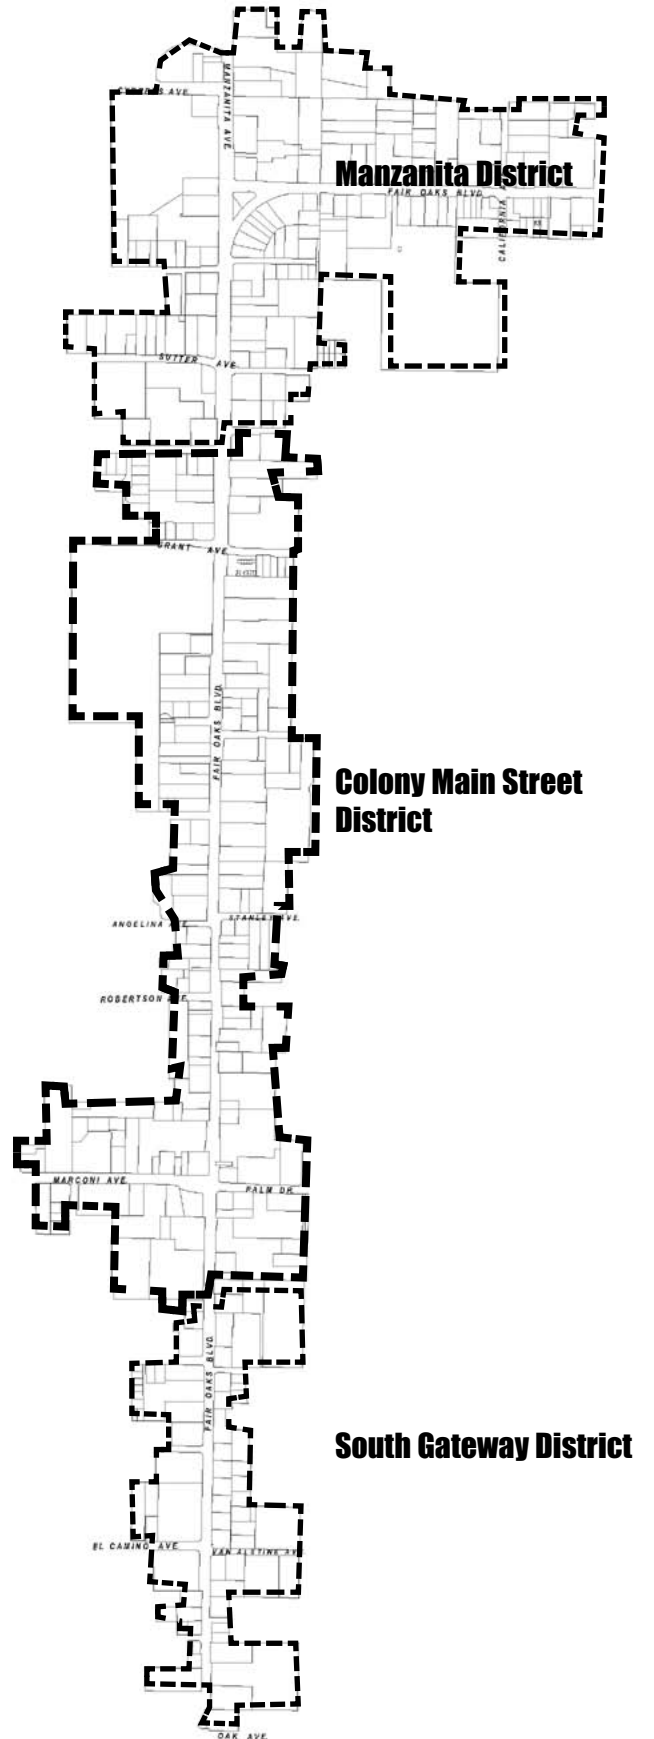 CYPRESS AVE.
MANZANITA AVE.
Manzanita District
FAIR OAKS BLVD.
CALIFORNIA A
SUTTER AVE.
GRANT AVE.
FAIR OAKS BLVD.
Colony Main Street
District
ANGELINA AVE.
STANLEY AVE.
ROBERTSON AVE.
MARCONI AVE.
PALM DR.
FAIR OAKS BLVD.
South Gateway District
EL CAMINO AVE.
VAN ALSTINE AVE.
OAK AVE.